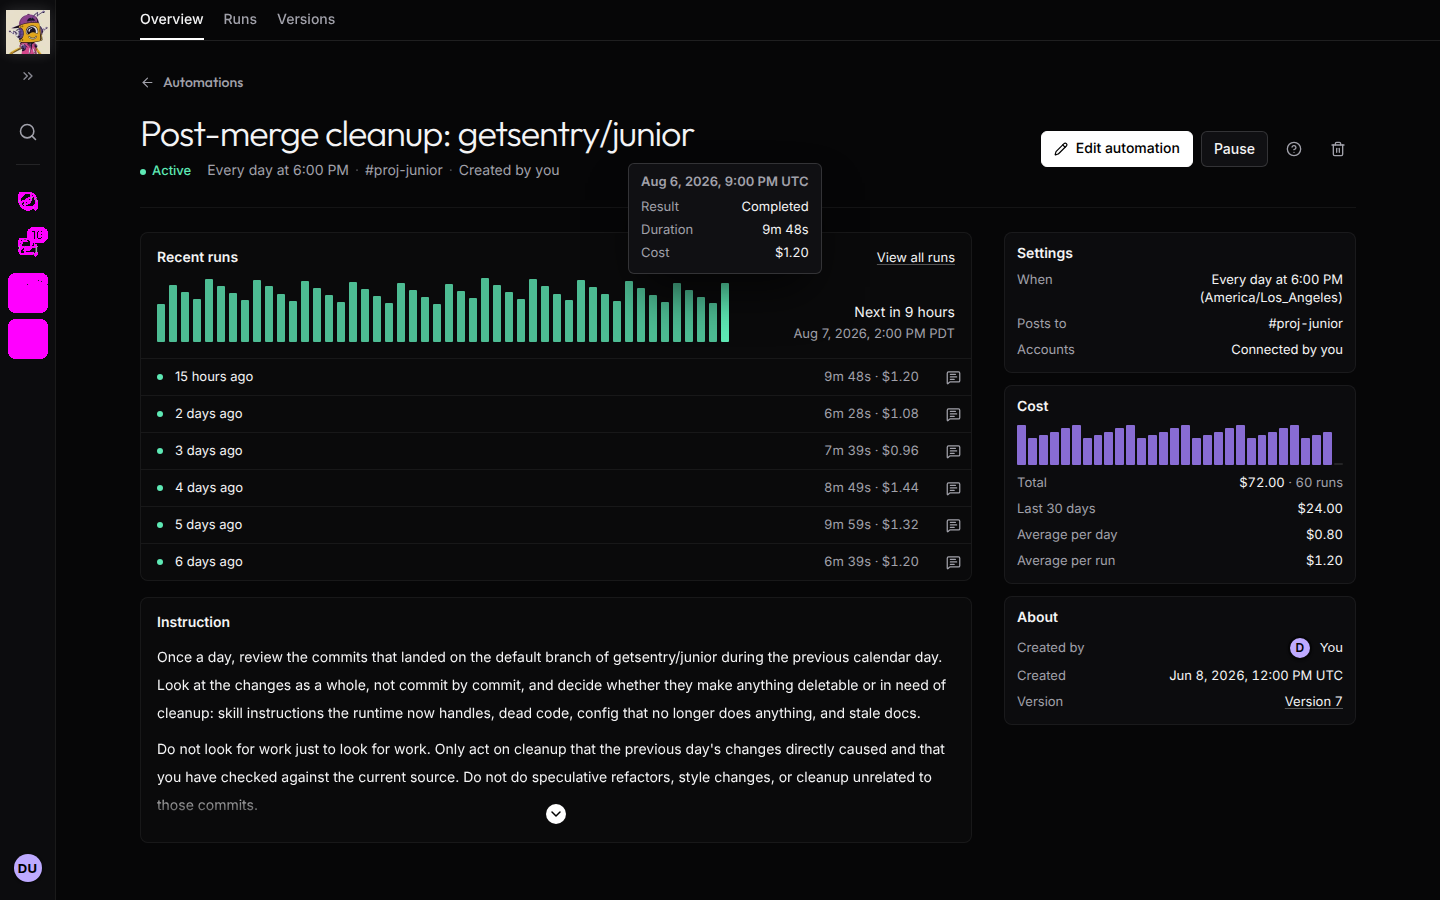 Overview Runs Versions
Automations
Post-merge cleanup: getsentry/junior
Active Every day at 6:00 PM · #proj-junior · Created by you
Edit automation Pause
Aug 6, 2026, 9:00 PM UTC
Result Completed
Duration 9m 48s
Cost $1.20
Recent runs View all runs
Next in 9 hours
Aug 7, 2026, 2:00 PM PDT
15 hours ago 9m 48s · $1.20
2 days ago 6m 28s · $1.08
3 days ago 7m 39s · $0.96
4 days ago 8m 49s · $1.44
5 days ago 9m 59s · $1.32
6 days ago 6m 39s · $1.20
Instruction
Once a day, review the commits that landed on the default branch of getsentry/junior during the previous calendar day.
Look at the changes as a whole, not commit by commit, and decide whether they make anything deletable or in need of
cleanup: skill instructions the runtime now handles, dead code, config that no longer does anything, and stale docs.
Do not look for work just to look for work. Only act on cleanup that the previous day's changes directly caused and that
you have checked against the current source. Do not do speculative refactors, style changes, or cleanup unrelated to
those commits.
Settings
When Every day at 6:00 PM
(America/Los_Angeles)
Posts to #proj-junior
Accounts Connected by you
Cost
Total $72.00 · 60 runs
Last 30 days $24.00
Average per day $0.80
Average per run $1.20
About
Created by D You
Created Jun 8, 2026, 12:00 PM UTC
Version Version 7
DU